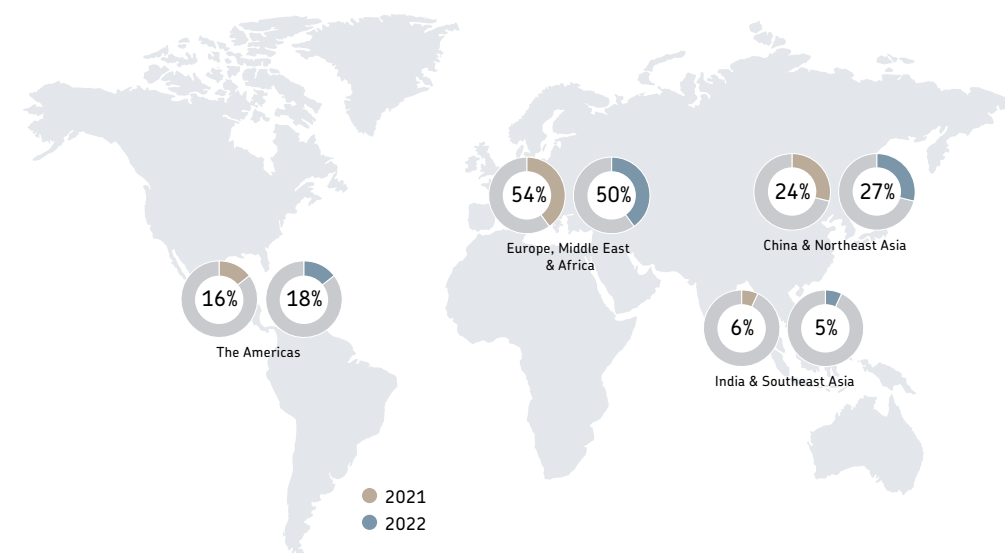 54%
50%
Europe, Middle East
& Africa
24%
27%
China & Northeast Asia
16%
18%
The Americas
6%
5%
India & Southeast Asia
2021
2022